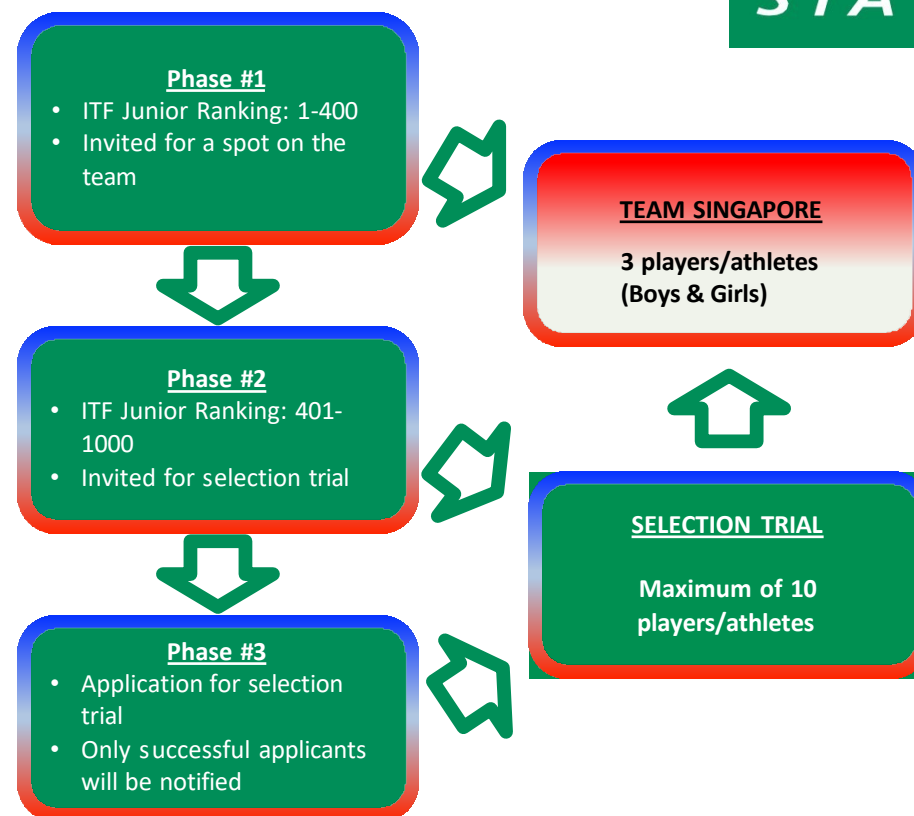 STA
Phase #1
• ITF Junior Ranking: 1-400
• Invited for a spot on the
team
TEAM SINGAPORE
3 players/athletes
(Boys & Girls)
Phase #2
• ITF Junior Ranking: 401-
1000
• Invited for selection trial
SELECTION TRIAL
Maximum of 10
players/athletes
Phase #3
• Application for selection
trial
• Only successful applicants
will be notified